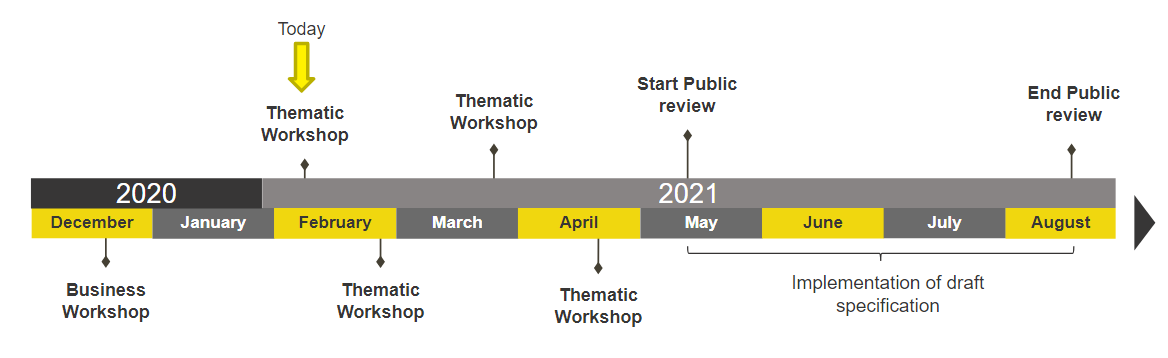 Today
Thematic
Workshop
Thematic
Workshop
Start Public
review
End Public
review
2020
2021
December
January
February
March
April
May
June
July
August
Business
Workshop
Thematic
Workshop
Thematic
Workshop
Implementation of draft
specification